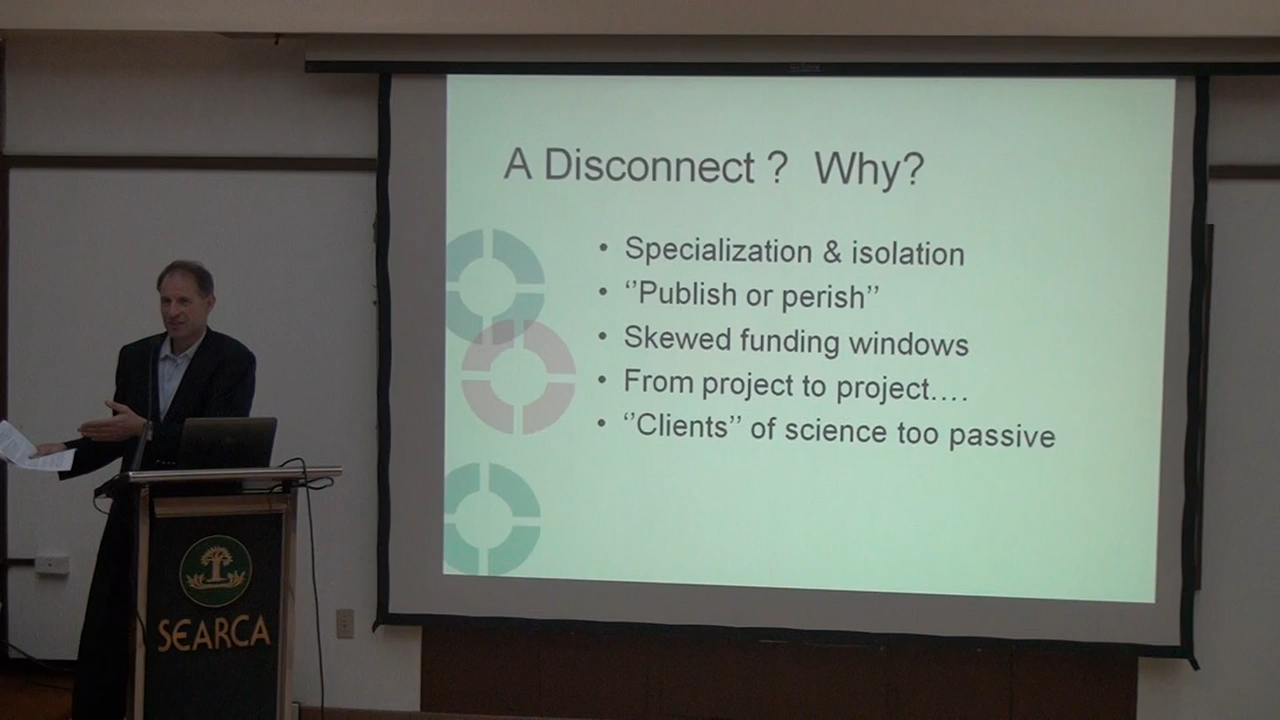 A Disconnect ? Why?
• Specialization & isolation
• ‘’Publish or perish’’
• Skewed funding windows
• From project to project….
• ‘’Clients’’ of science too passive
SEARCA